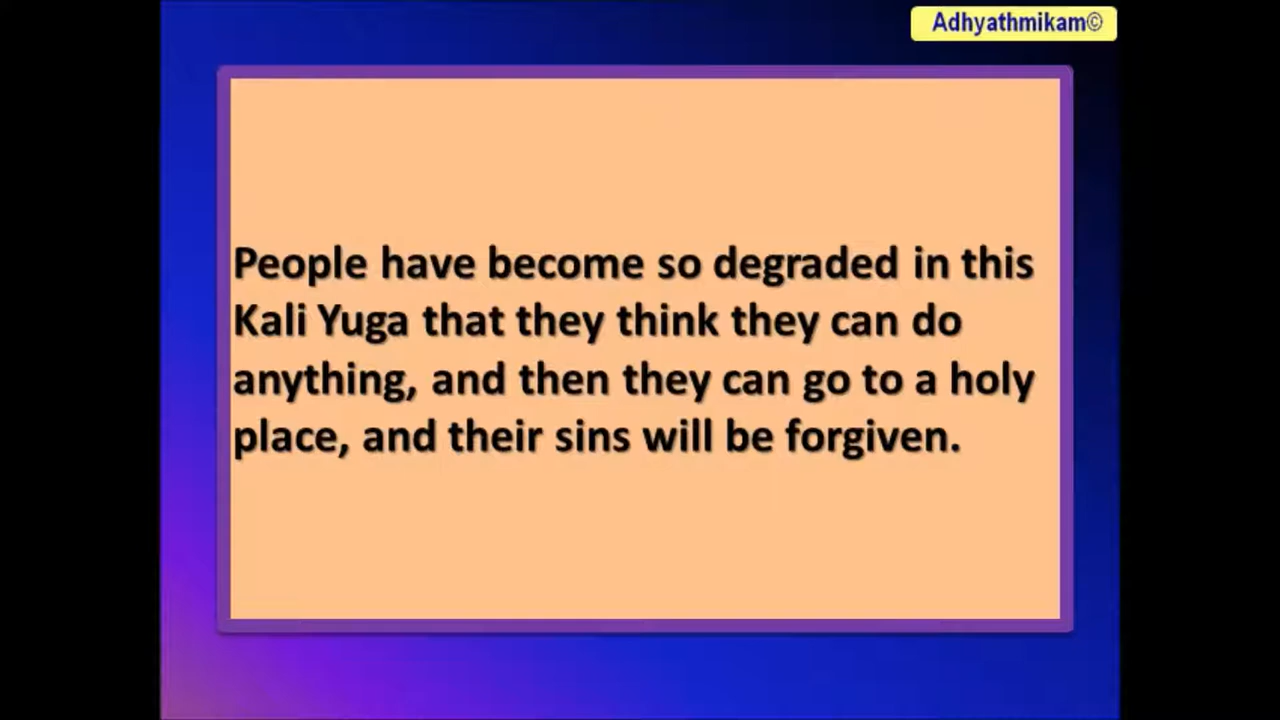 Adhyathmikam©
People have become so degraded in this
Kali Yuga that they think they can do
anything, and then they can go to a holy
place, and their sins will be forgiven.